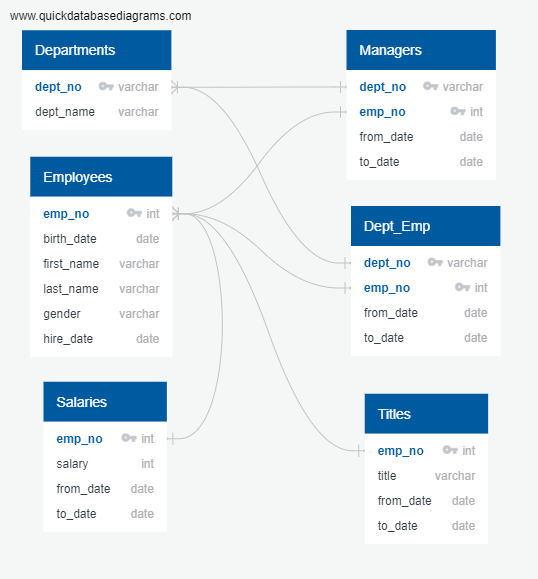 www.quickdatabasediagrams.com
Departments
dept_no varchar
dept_name varchar
Managers
dept_no varchar
emp_no int
from_date date
to_date date
Employees
emp_no int
birth_date date
first_name varchar
last_name varchar
gender varchar
hire_date date
Dept_Emp
dept_no varchar
emp_no int
from_date date
to_date date
Salaries
emp_no int
salary int
from_date date
to_date date
Titles
emp_no int
title varchar
from_date date
to_date date